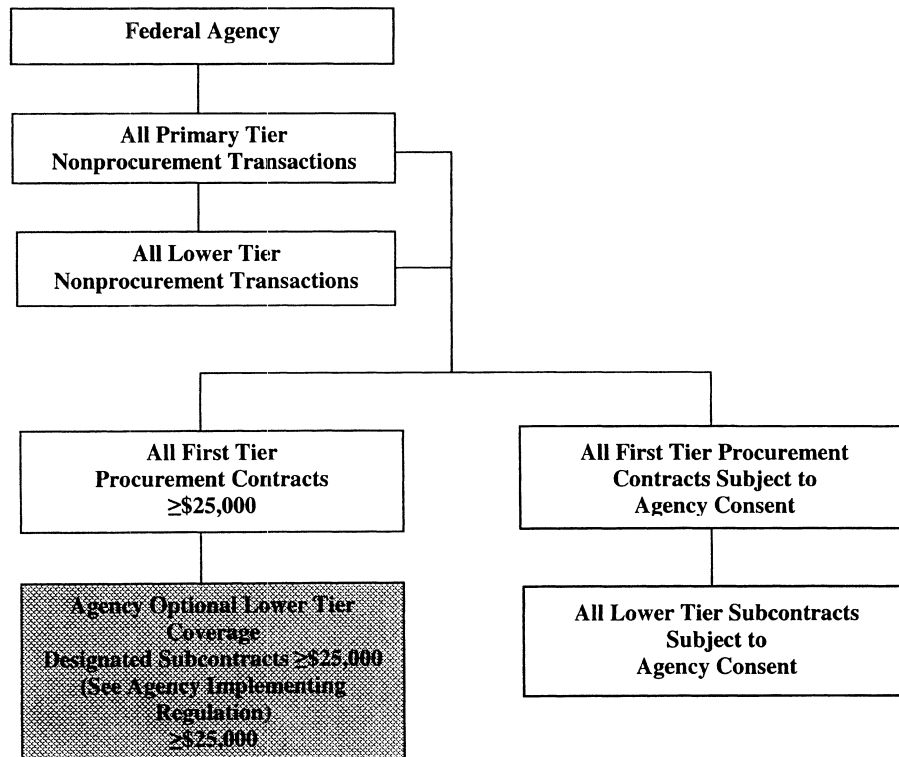 Federal Agency
All Primary Tier
Nonprocurement Transactions
All Lower Tier
Nonprocurement Transactions
All First Tier
Procurement Contracts
≥$25,000
All First Tier Procurement
Contracts Subject to
Agency Consent
Agency Optional Lower Tier
Coverage
Designated Subcontracts ≥$25,000
(See Agency Implementing
Regulation)
≥$25,000
All Lower Tier Subcontracts
Subject to
Agency Consent